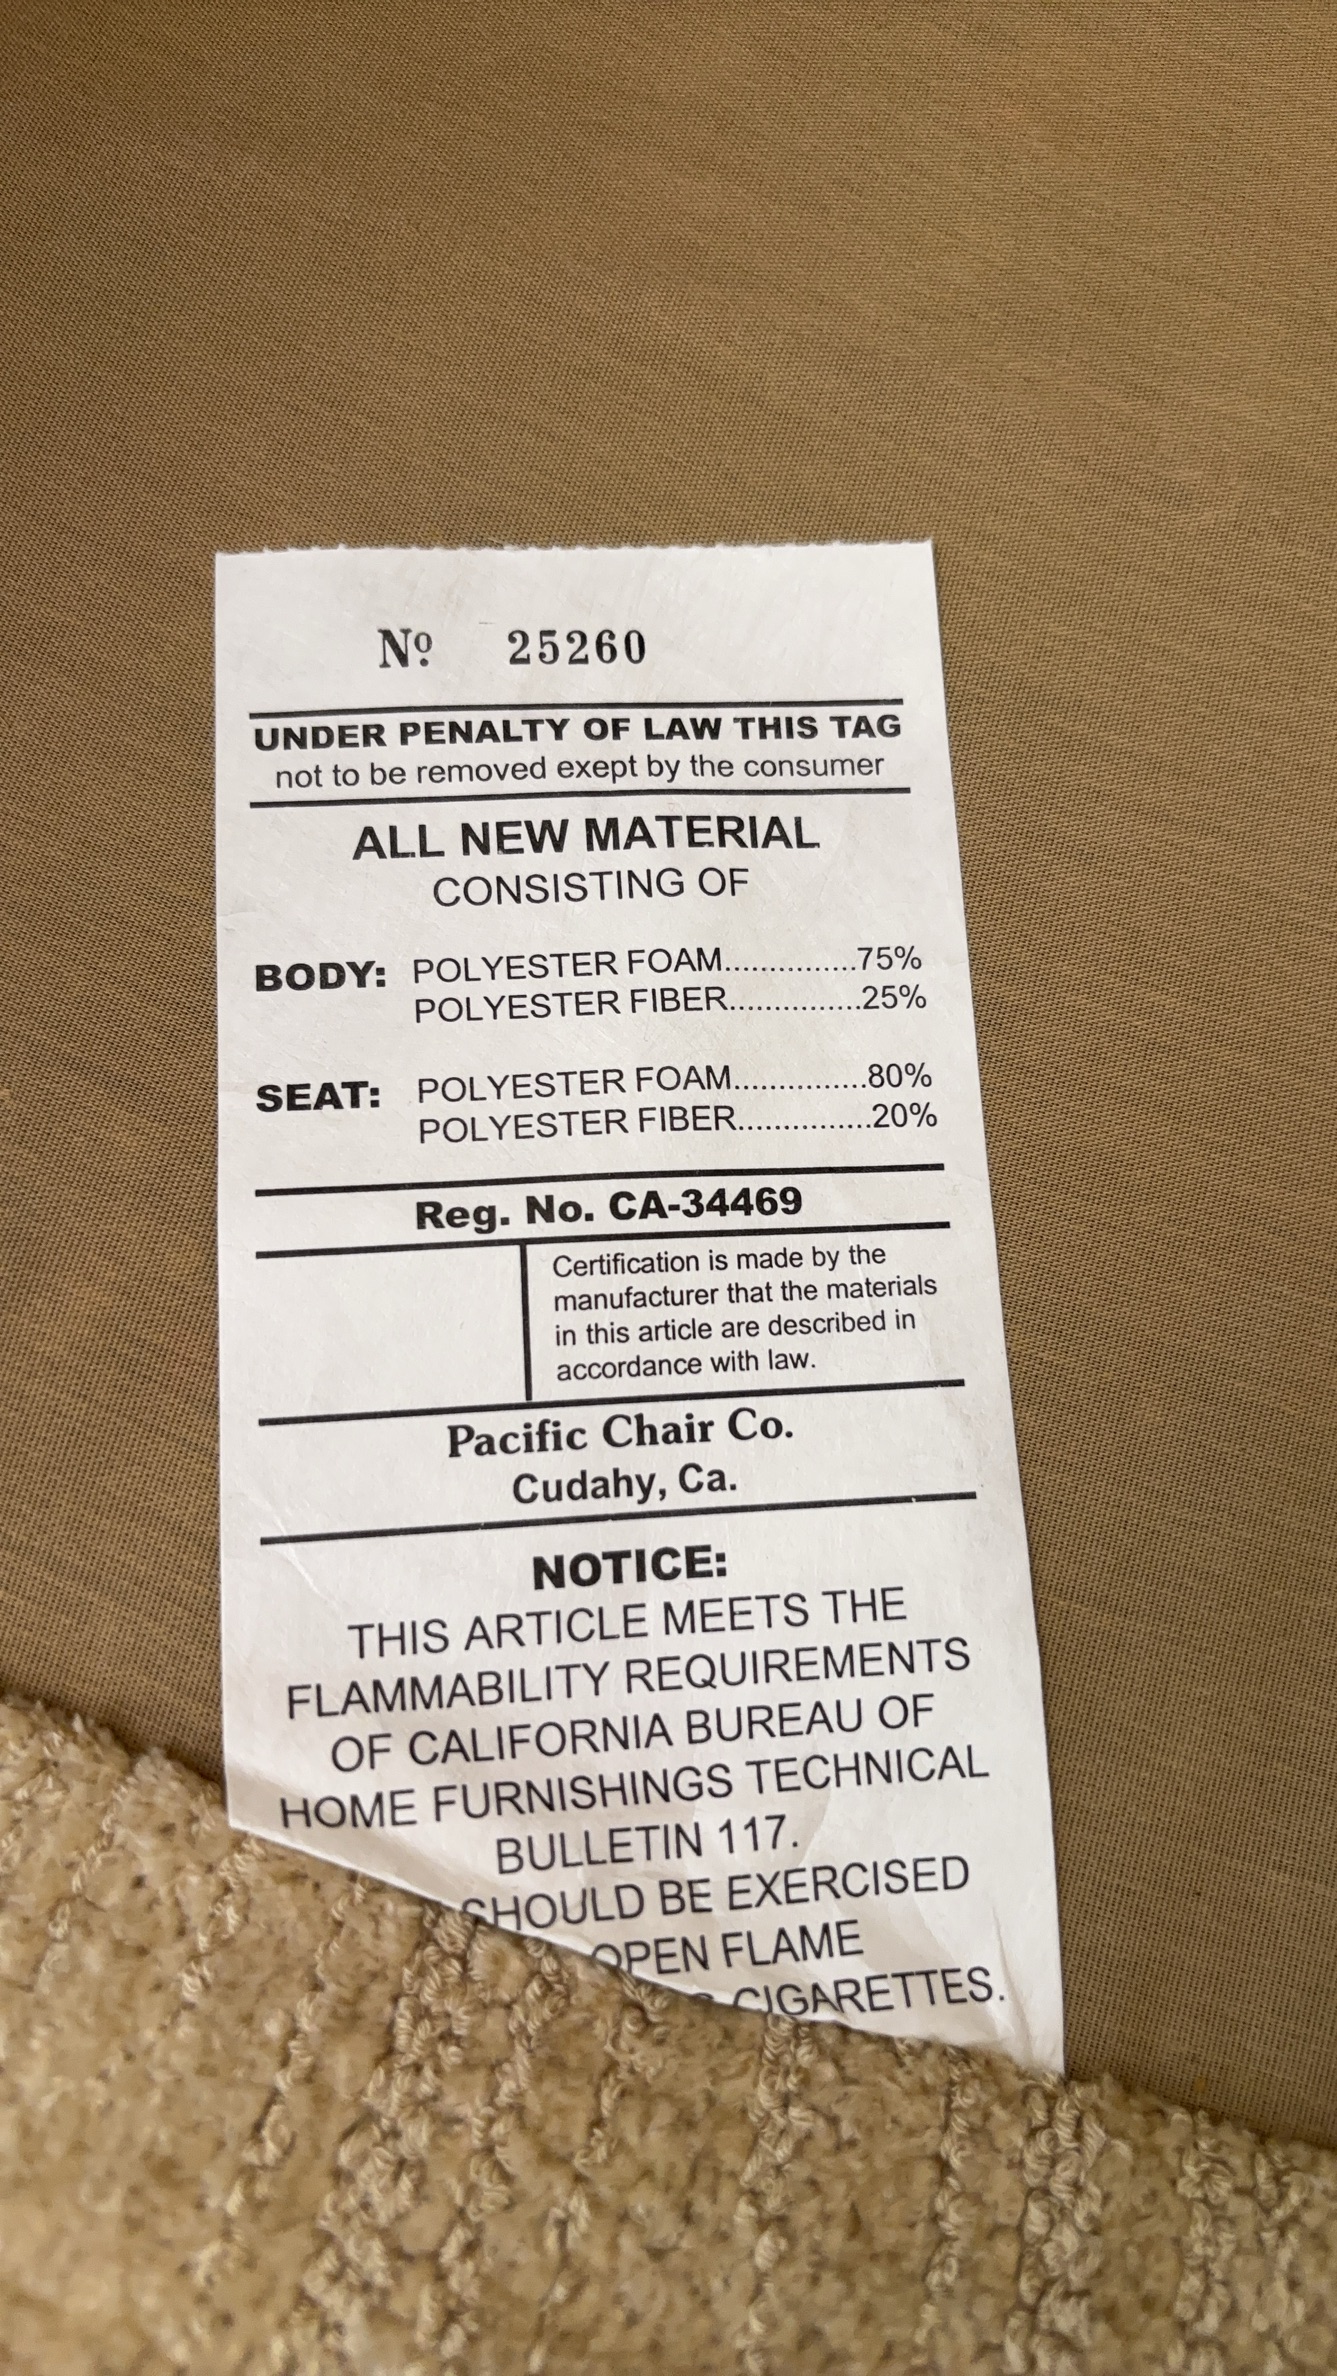 Nº 25260
UNDER PENALTY OF LAW THIS TAG
not to be removed exept by the consumer
ALL NEW MATERIAL
CONSISTING OF
BODY: POLYESTER FOAM...............75%
POLYESTER FIBER...............25%
SEAT: POLYESTER FOAM...............80%
POLYESTER FIBER...............20%
Reg. No. CA-34469
Certification is made by the
manufacturer that the materials
in this article are described in
accordance with law.
Pacific Chair Co.
Cudahy, Ca.
NOTICE:
THIS ARTICLE MEETS THE
FLAMMABILITY REQUIREMENTS
OF CALIFORNIA BUREAU OF
HOME FURNISHINGS TECHNICAL
BULLETIN 117.
SHOULD BE EXERCISED
OPEN FLAME
CIGARETTES.